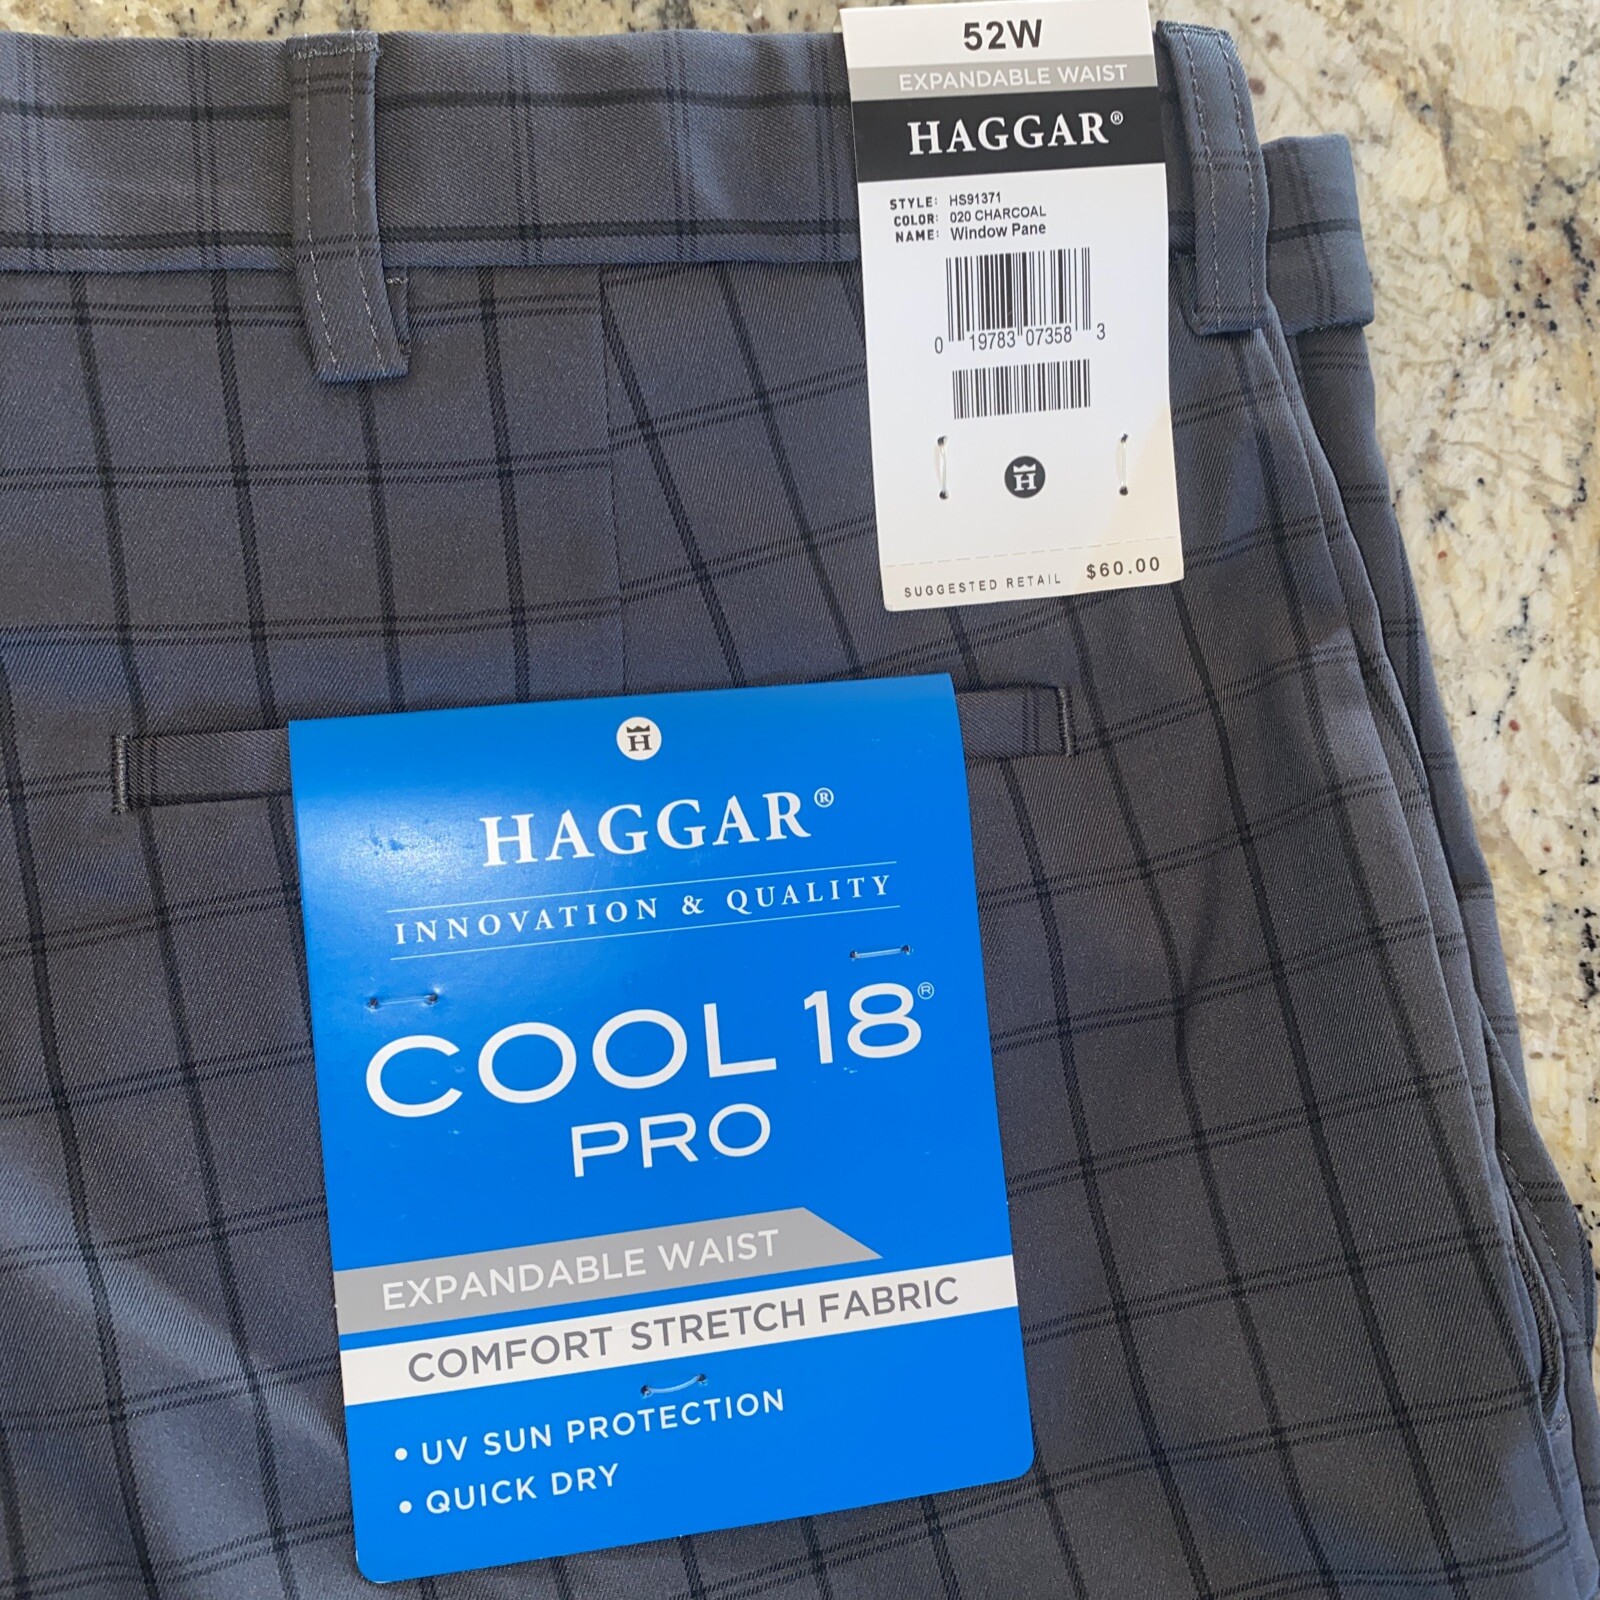 52W
EXPANDABLE WAIST
HAGGAR®
STYLE: HS91371
COLOR: 020 CHARCOAL
NAME: Window Pane
0 19783 07358 3
H
SUGGESTED RETAIL $60.00
H
HAGGAR®
INNOVATION & QUALITY
COOL 18®
PRO
EXPANDABLE WAIST
COMFORT STRETCH FABRIC
• UV SUN PROTECTION
• QUICK DRY